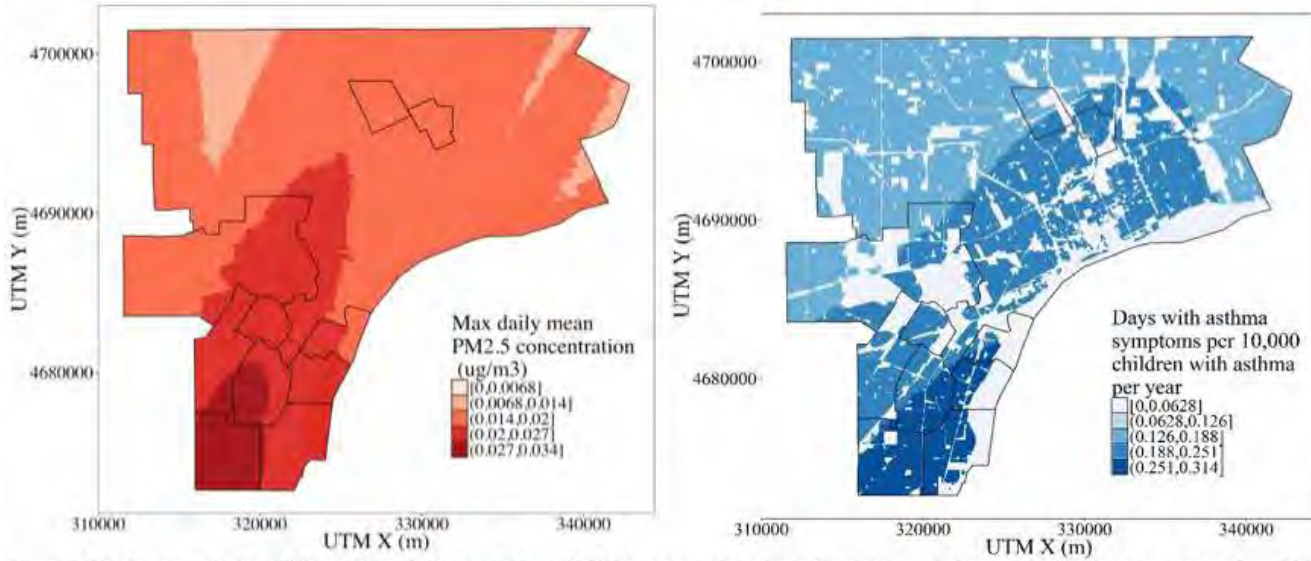 4700000
4690000
4680000
UTM Y (m)
310000
320000
330000
340000
UTM X (m)
Max daily mean
PM2.5 concentration
(ug/m3)
[0,0.0068]
(0.0068,0.014]
(0.014,0.02]
(0.02,0.027]
(0.027,0.034]
4700000
4690000
4680000
UTM Y (m)
310000
320000
330000
340000
UTM X (m)
Days with asthma
symptoms per 10,000
children with asthma
per year
[0,0.0628]
(0.0628,0.126]
(0.126,0.188]
(0.188,0.251]
(0.251,0.314]